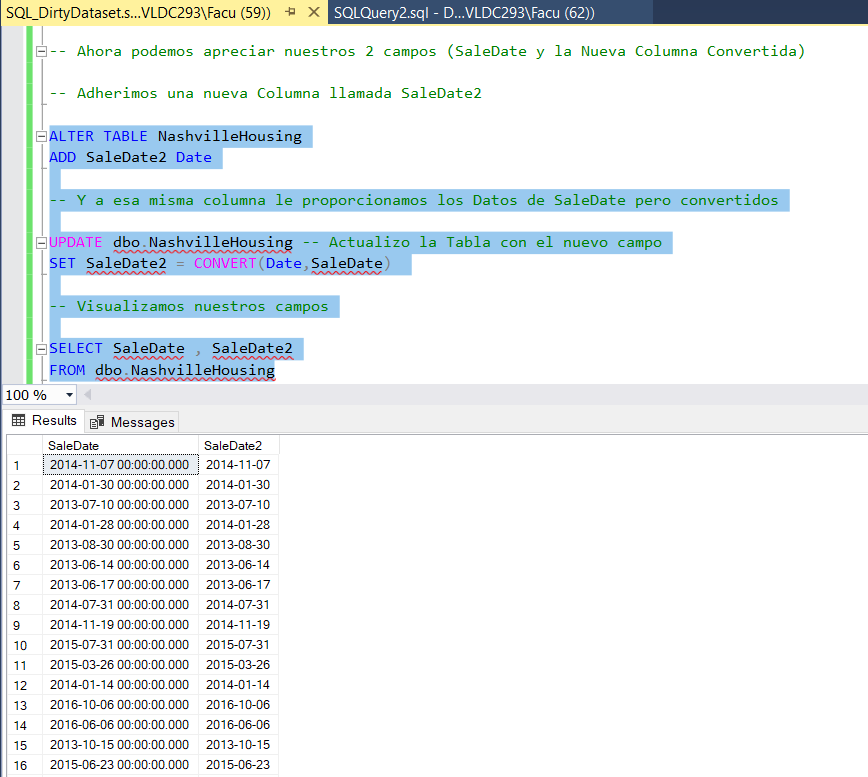 SQL_DirtyDataset.s...VLDC293\Facu (59)) SQLQuery2.sql - D...VLDC293\Facu (62))
-- Ahora podemos apreciar nuestros 2 campos (SaleDate y la Nueva Columna Convertida)
-- Adherimos una nueva Columna llamada SaleDate2
ALTER TABLE NashvilleHousing
ADD SaleDate2 Date
-- Y a esa misma columna le proporcionamos los Datos de SaleDate pero convertidos
UPDATE dbo.NashvilleHousing -- Actualizo la Tabla con el nuevo campo
SET SaleDate2 = CONVERT(Date,SaleDate)
-- Visualizamos nuestros campos
SELECT SaleDate , SaleDate2
FROM dbo.NashvilleHousing
100 %
Results Messages
SaleDate SaleDate2
1 2014-11-07 00:00:00.000 2014-11-07
2 2014-01-30 00:00:00.000 2014-01-30
3 2013-07-10 00:00:00.000 2013-07-10
4 2014-01-28 00:00:00.000 2014-01-28
5 2013-08-30 00:00:00.000 2013-08-30
6 2013-06-14 00:00:00.000 2013-06-14
7 2013-06-17 00:00:00.000 2013-06-17
8 2014-07-31 00:00:00.000 2014-07-31
9 2014-11-19 00:00:00.000 2014-11-19
10 2015-07-31 00:00:00.000 2015-07-31
11 2015-03-26 00:00:00.000 2015-03-26
12 2014-01-14 00:00:00.000 2014-01-14
13 2016-10-06 00:00:00.000 2016-10-06
14 2016-06-06 00:00:00.000 2016-06-06
15 2013-10-15 00:00:00.000 2013-10-15
16 2015-06-23 00:00:00.000 2015-06-23